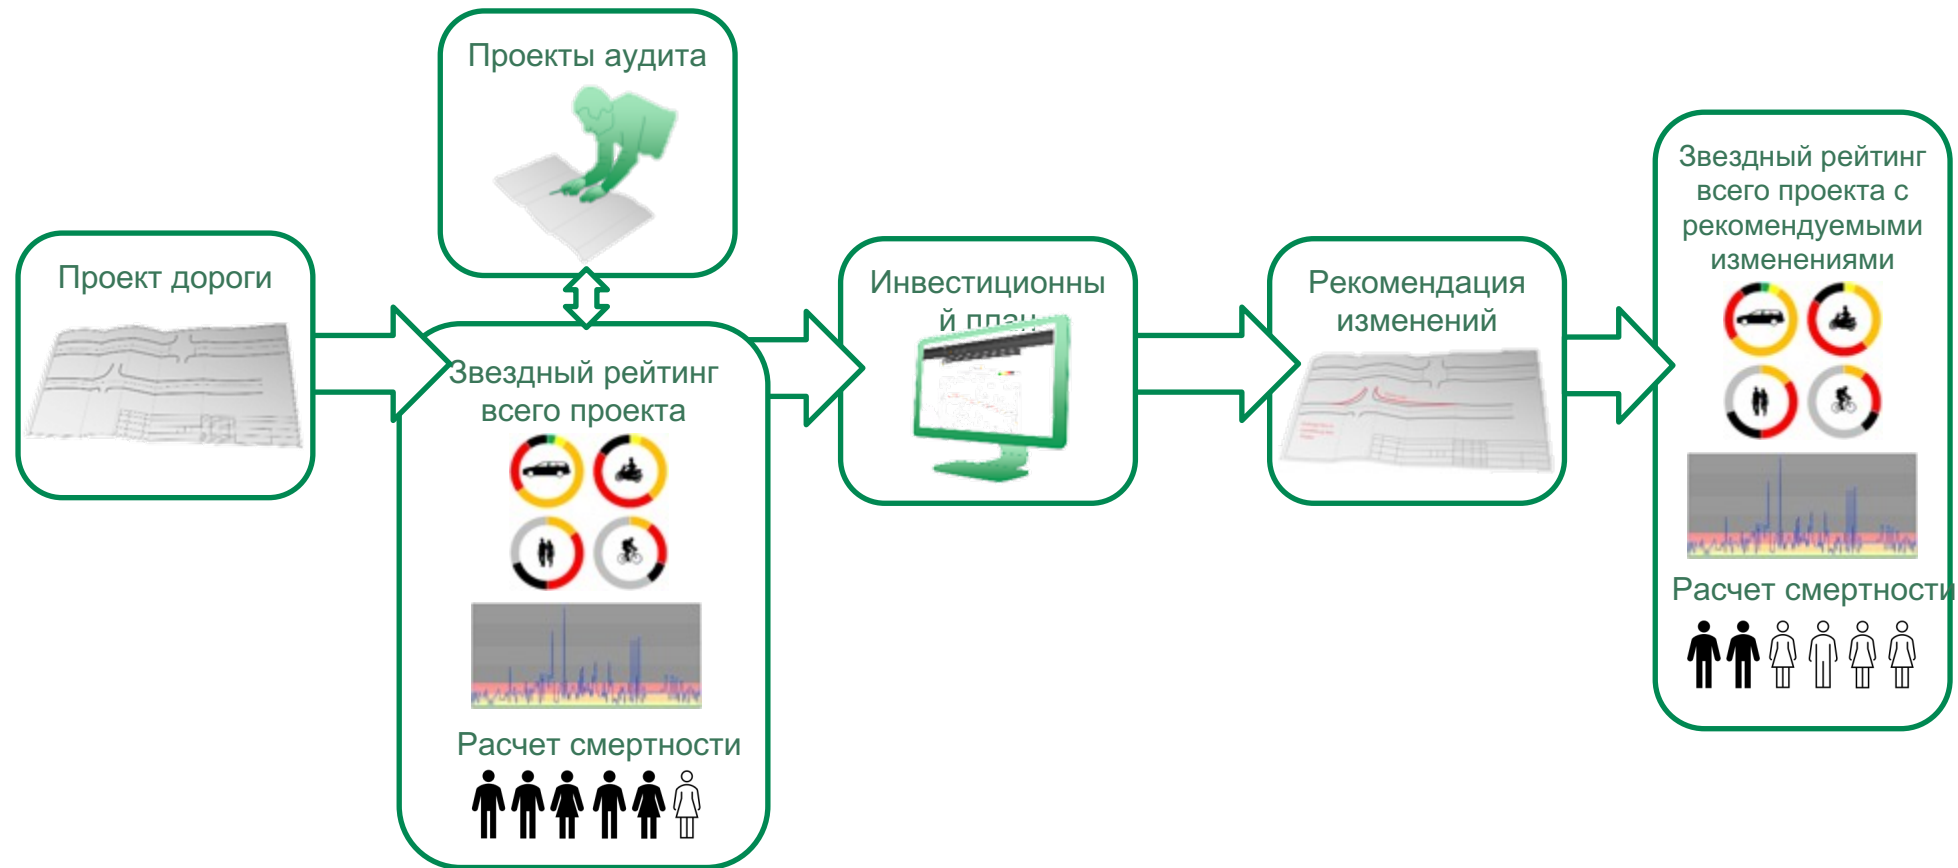 Проекты аудита
Проект дороги
Звездный рейтинг
всего проекта
Расчет смертности
Инвестиционны
й план
Рекомендация
изменений
Звездный рейтинг
всего проекта с
рекомендуемыми
изменениями
Расчет смертности